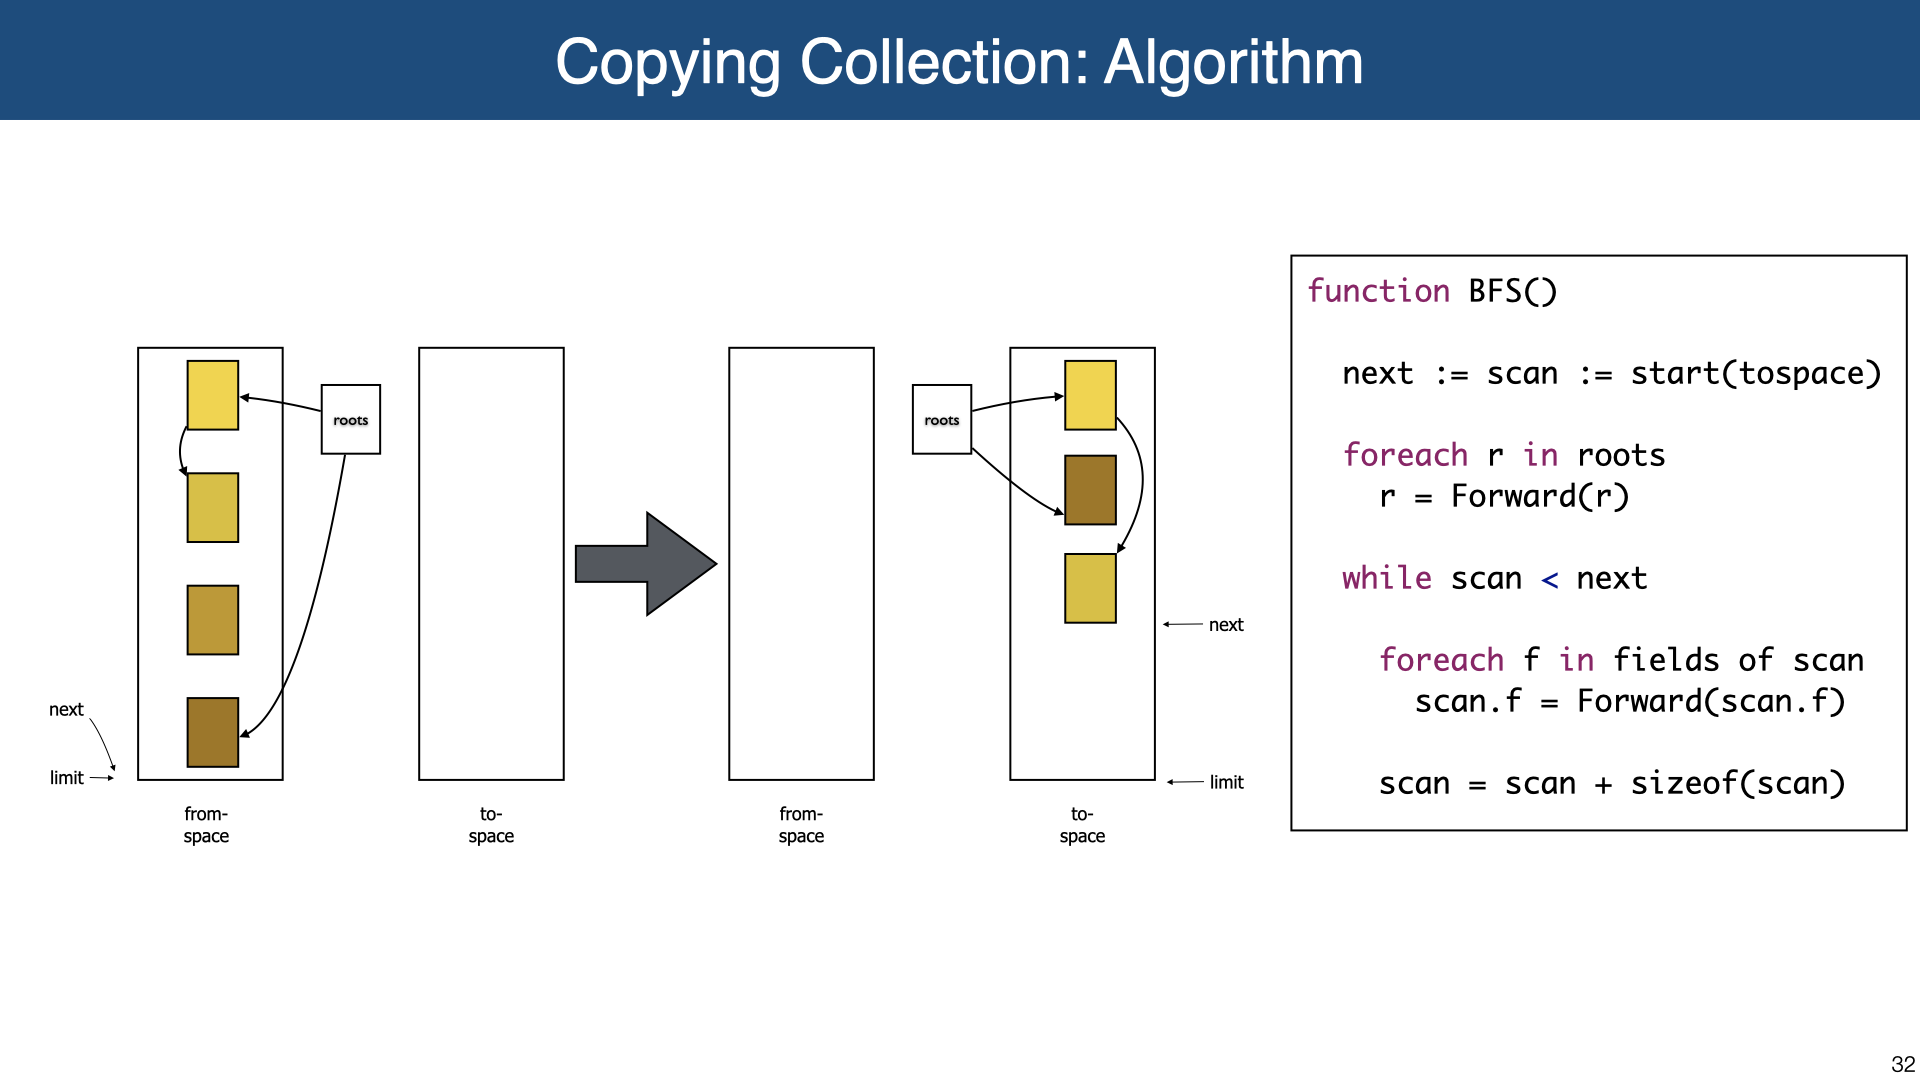 Copying Collection: Algorithm
roots
next
limit
from-
space
to-
space
from-
space
roots
next
limit
to-
space
function BFS()
next := scan := start(tospace)
foreach r in roots
r = Forward(r)
while scan < next
foreach f in fields of scan
scan.f = Forward(scan.f)
scan = scan + sizeof(scan)
32